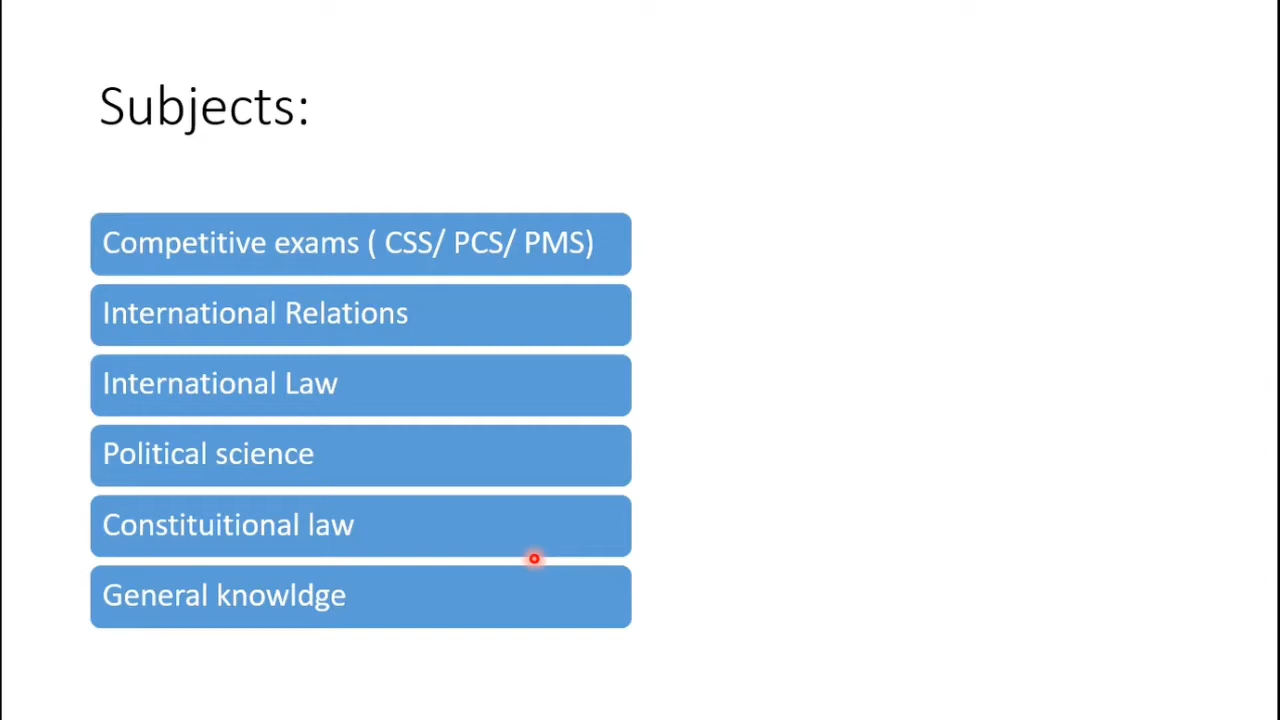 Subjects:
Competitive exams ( CSS/ PCS/ PMS)
International Relations
International Law
Political science
Constituitional law
General knowldge